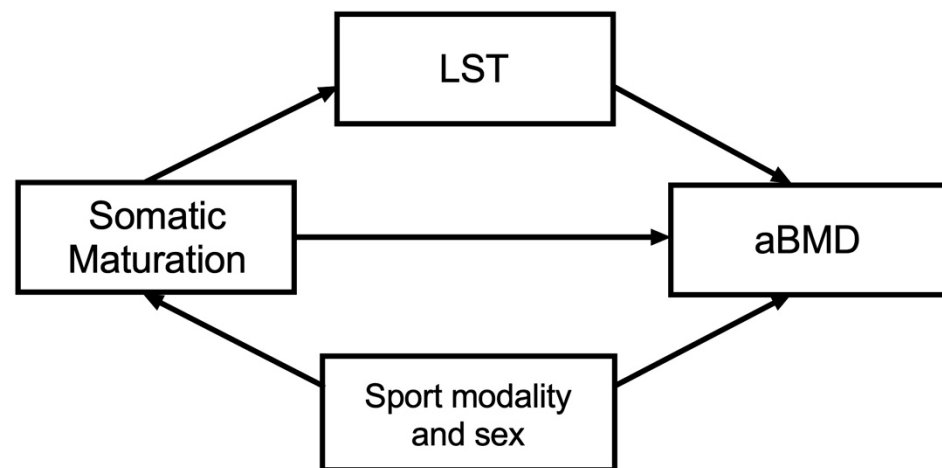 LST
Somatic
Maturation
aBMD
Sport modality
and sex